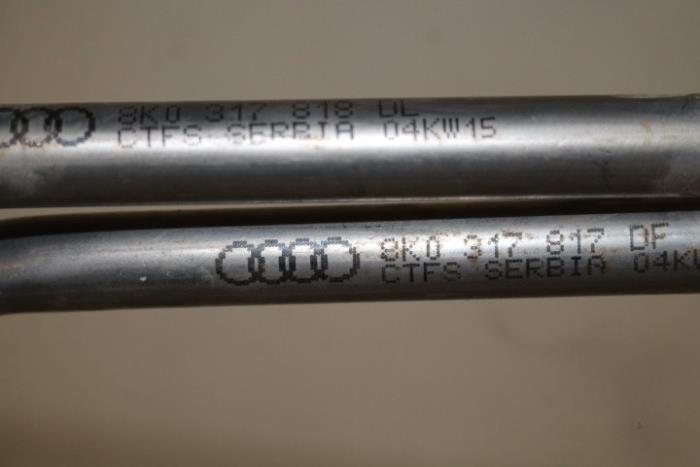 8K0 317 818 DL
CTFS SERBIA 04KW15
8K0 317 817 DF
CTFS SERBIA